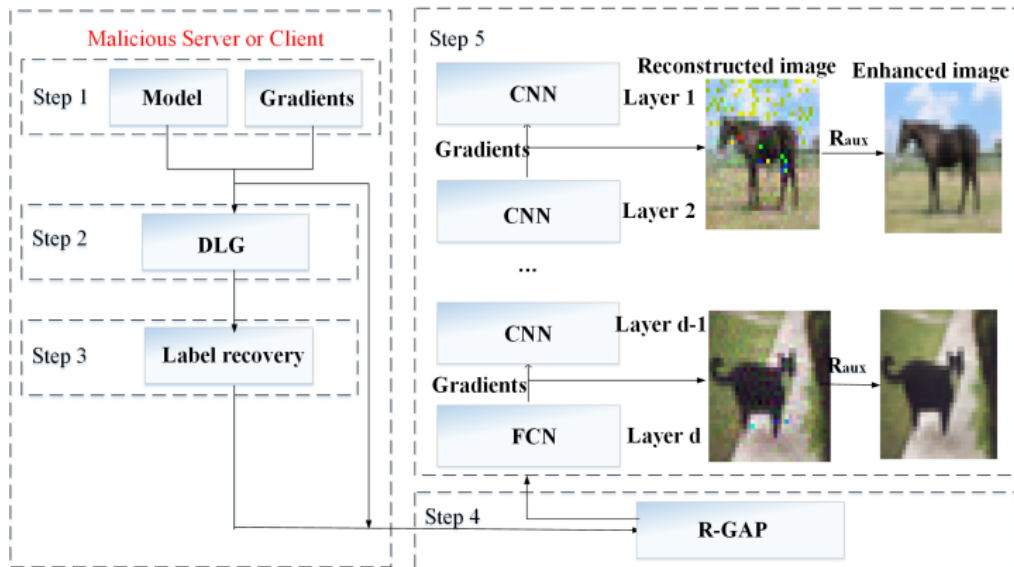 Malicious Server or Client
Step 1
Model
Gradients
Step 2
DLG
Step 3
Label recovery
Step 5
Reconstructed image
Enhanced image
CNN
Layer 1
Gradients
Raux
CNN
Layer 2
...
CNN
Layer d-1
Gradients
Raux
FCN
Layer d
Step 4
R-GAP